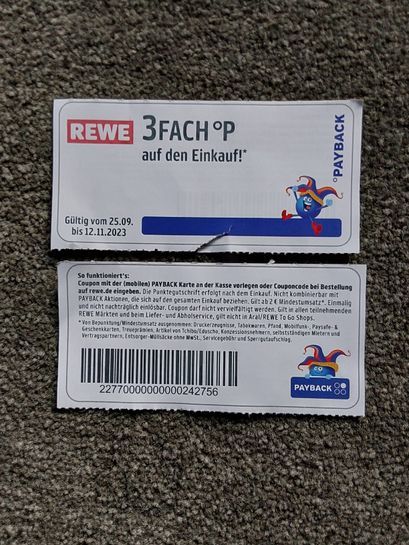 REWE 3FACH °P
auf den Einkauf!*
°PAYBACK
Gültig vom 25.09.
bis 12.11.2023
So funktioniert's:
Coupon mit der (mobilen) PAYBACK Karte an der Kasse vorlegen oder Couponcode bei Bestellung
auf rewe.de eingeben. Die Punktegutschrift erfolgt nach dem Einkauf. Nicht kombinierbar mit
PAYBACK Aktionen, die sich auf den gesamten Einkauf beziehen. Gilt ab 2 € Mindestumsatz*. Einmalig
und nicht nachträglich einlösbar. Coupon darf nicht vervielfältigt werden. Gilt in allen teilnehmenden
REWE Märkten und beim Liefer- und Abholservice, gilt nicht in Aral/REWE To Go Shops.
* Von Bepunktung/Mindestumsatz ausgenommen: Druckerzeugnisse, Tabakwaren, Pfand, Mobilfunk-, Paysafe- &
Geschenkkarten, Treueprämien, Artikel von Tchibo/Eduscho, Konzessionsnehmern, selbstständigen Mietern und
Vertragspartnern, Entsorger-Müllsäcke ohne MwSt., Servicegebühr und Sperrgutaufschlag.
PAYBACK